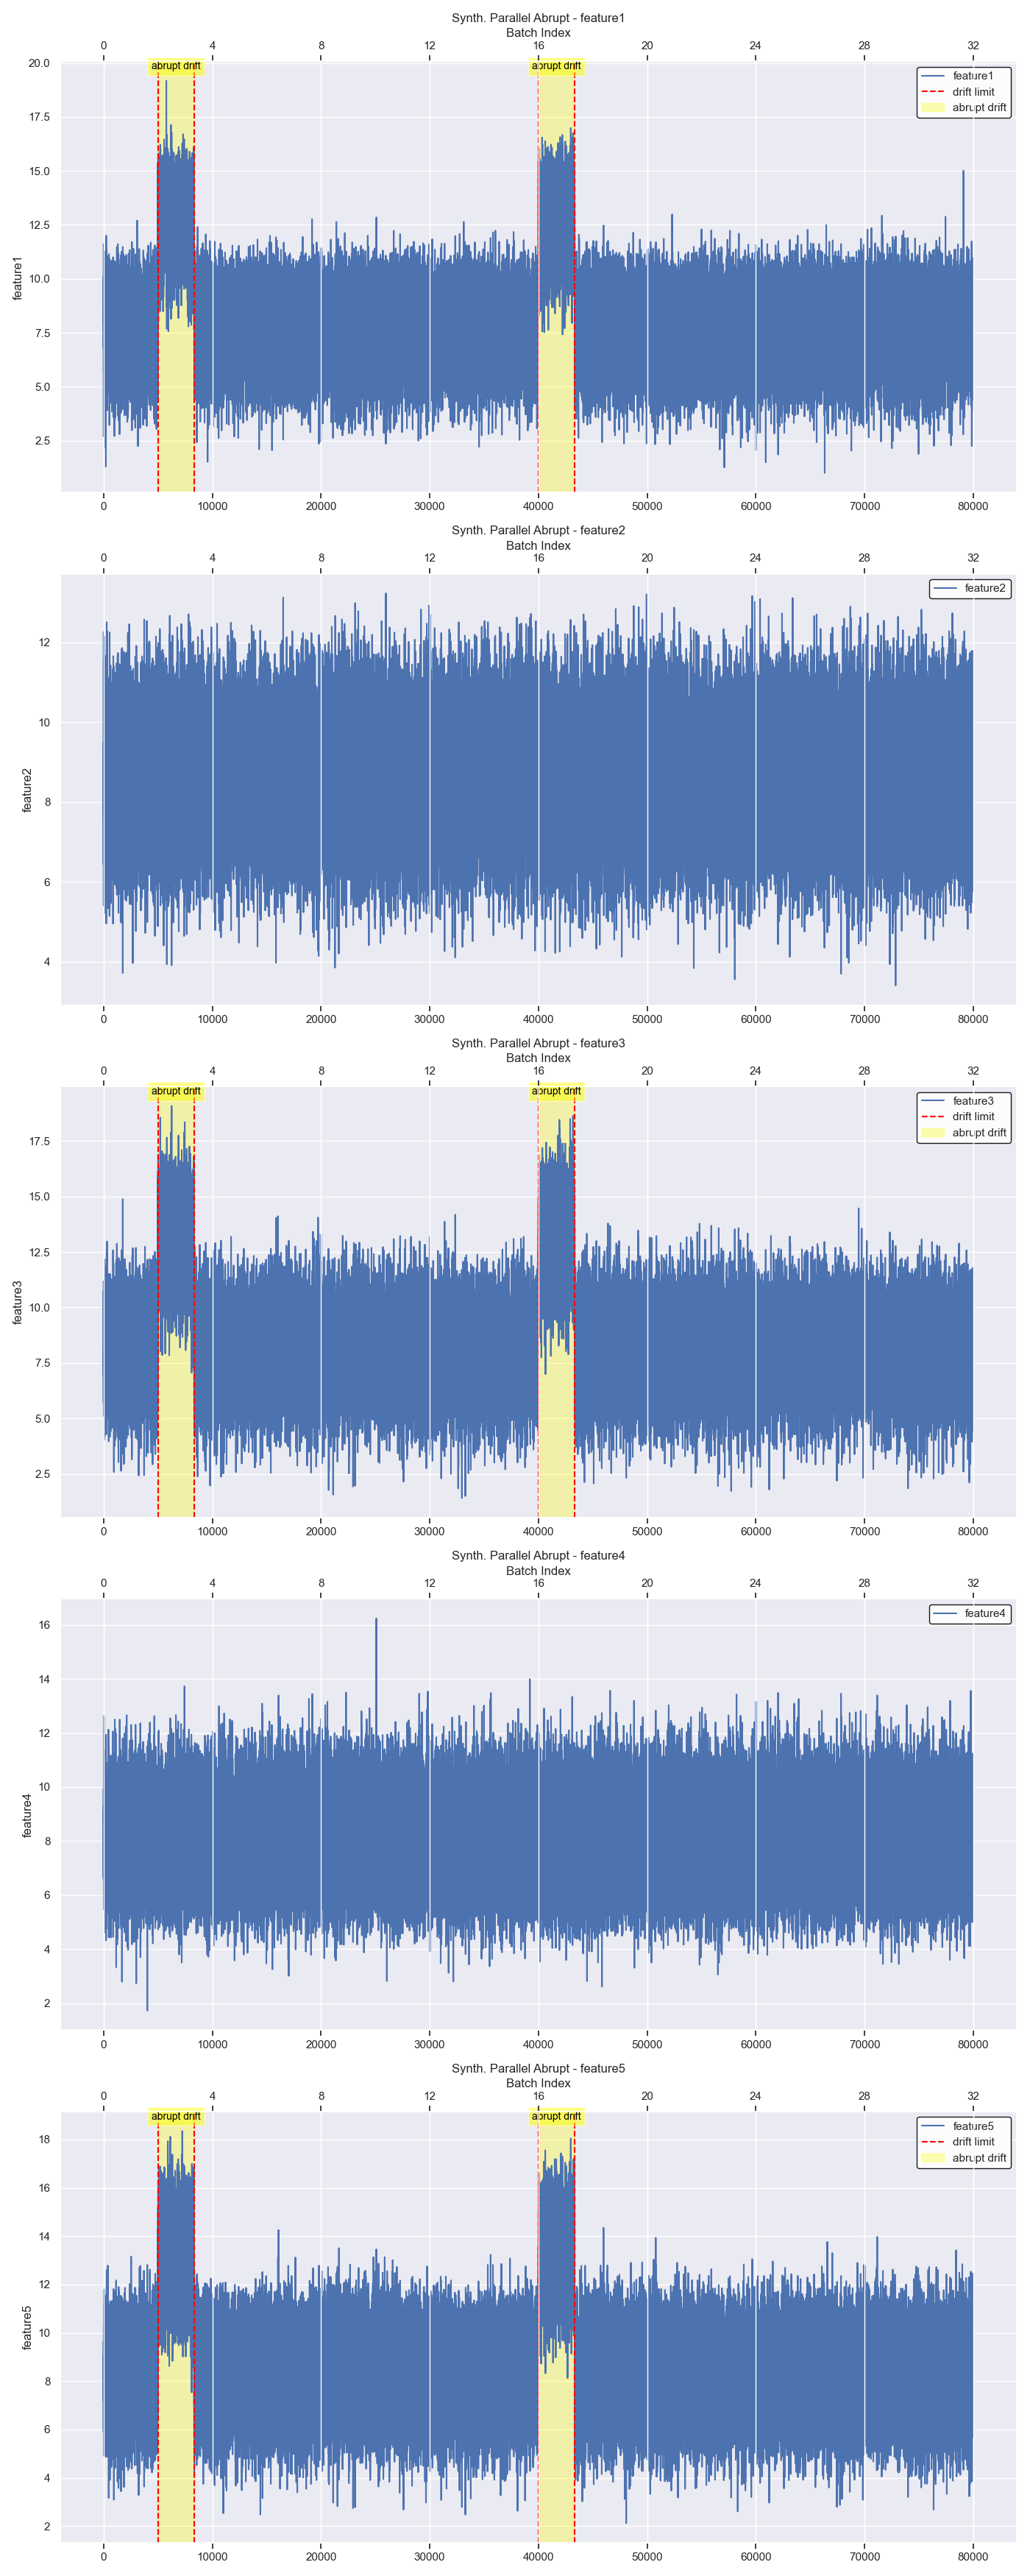 Synth. Parallel Abrupt - feature1
Batch Index
0 4 8 12 16 20 24 28 32
abrupt drift abrupt drift
20.0
17.5
15.0
12.5
10.0
7.5
5.0
2.5
feature1
feature1
drift limit
abrupt drift
0 10000 20000 30000 40000 50000 60000 70000 80000
Synth. Parallel Abrupt - feature2
Batch Index
0 4 8 12 16 20 24 28 32
12
10
8
6
4
feature2
feature2
0 10000 20000 30000 40000 50000 60000 70000 80000
Synth. Parallel Abrupt - feature3
Batch Index
0 4 8 12 16 20 24 28 32
abrupt drift abrupt drift
17.5
15.0
12.5
10.0
7.5
5.0
2.5
feature3
feature3
drift limit
abrupt drift
0 10000 20000 30000 40000 50000 60000 70000 80000
Synth. Parallel Abrupt - feature4
Batch Index
0 4 8 12 16 20 24 28 32
16
14
12
10
8
6
4
2
feature4
feature4
0 10000 20000 30000 40000 50000 60000 70000 80000
Synth. Parallel Abrupt - feature5
Batch Index
0 4 8 12 16 20 24 28 32
abrupt drift abrupt drift
18
16
14
12
10
8
6
4
2
feature5
feature5
drift limit
abrupt drift
0 10000 20000 30000 40000 50000 60000 70000 80000